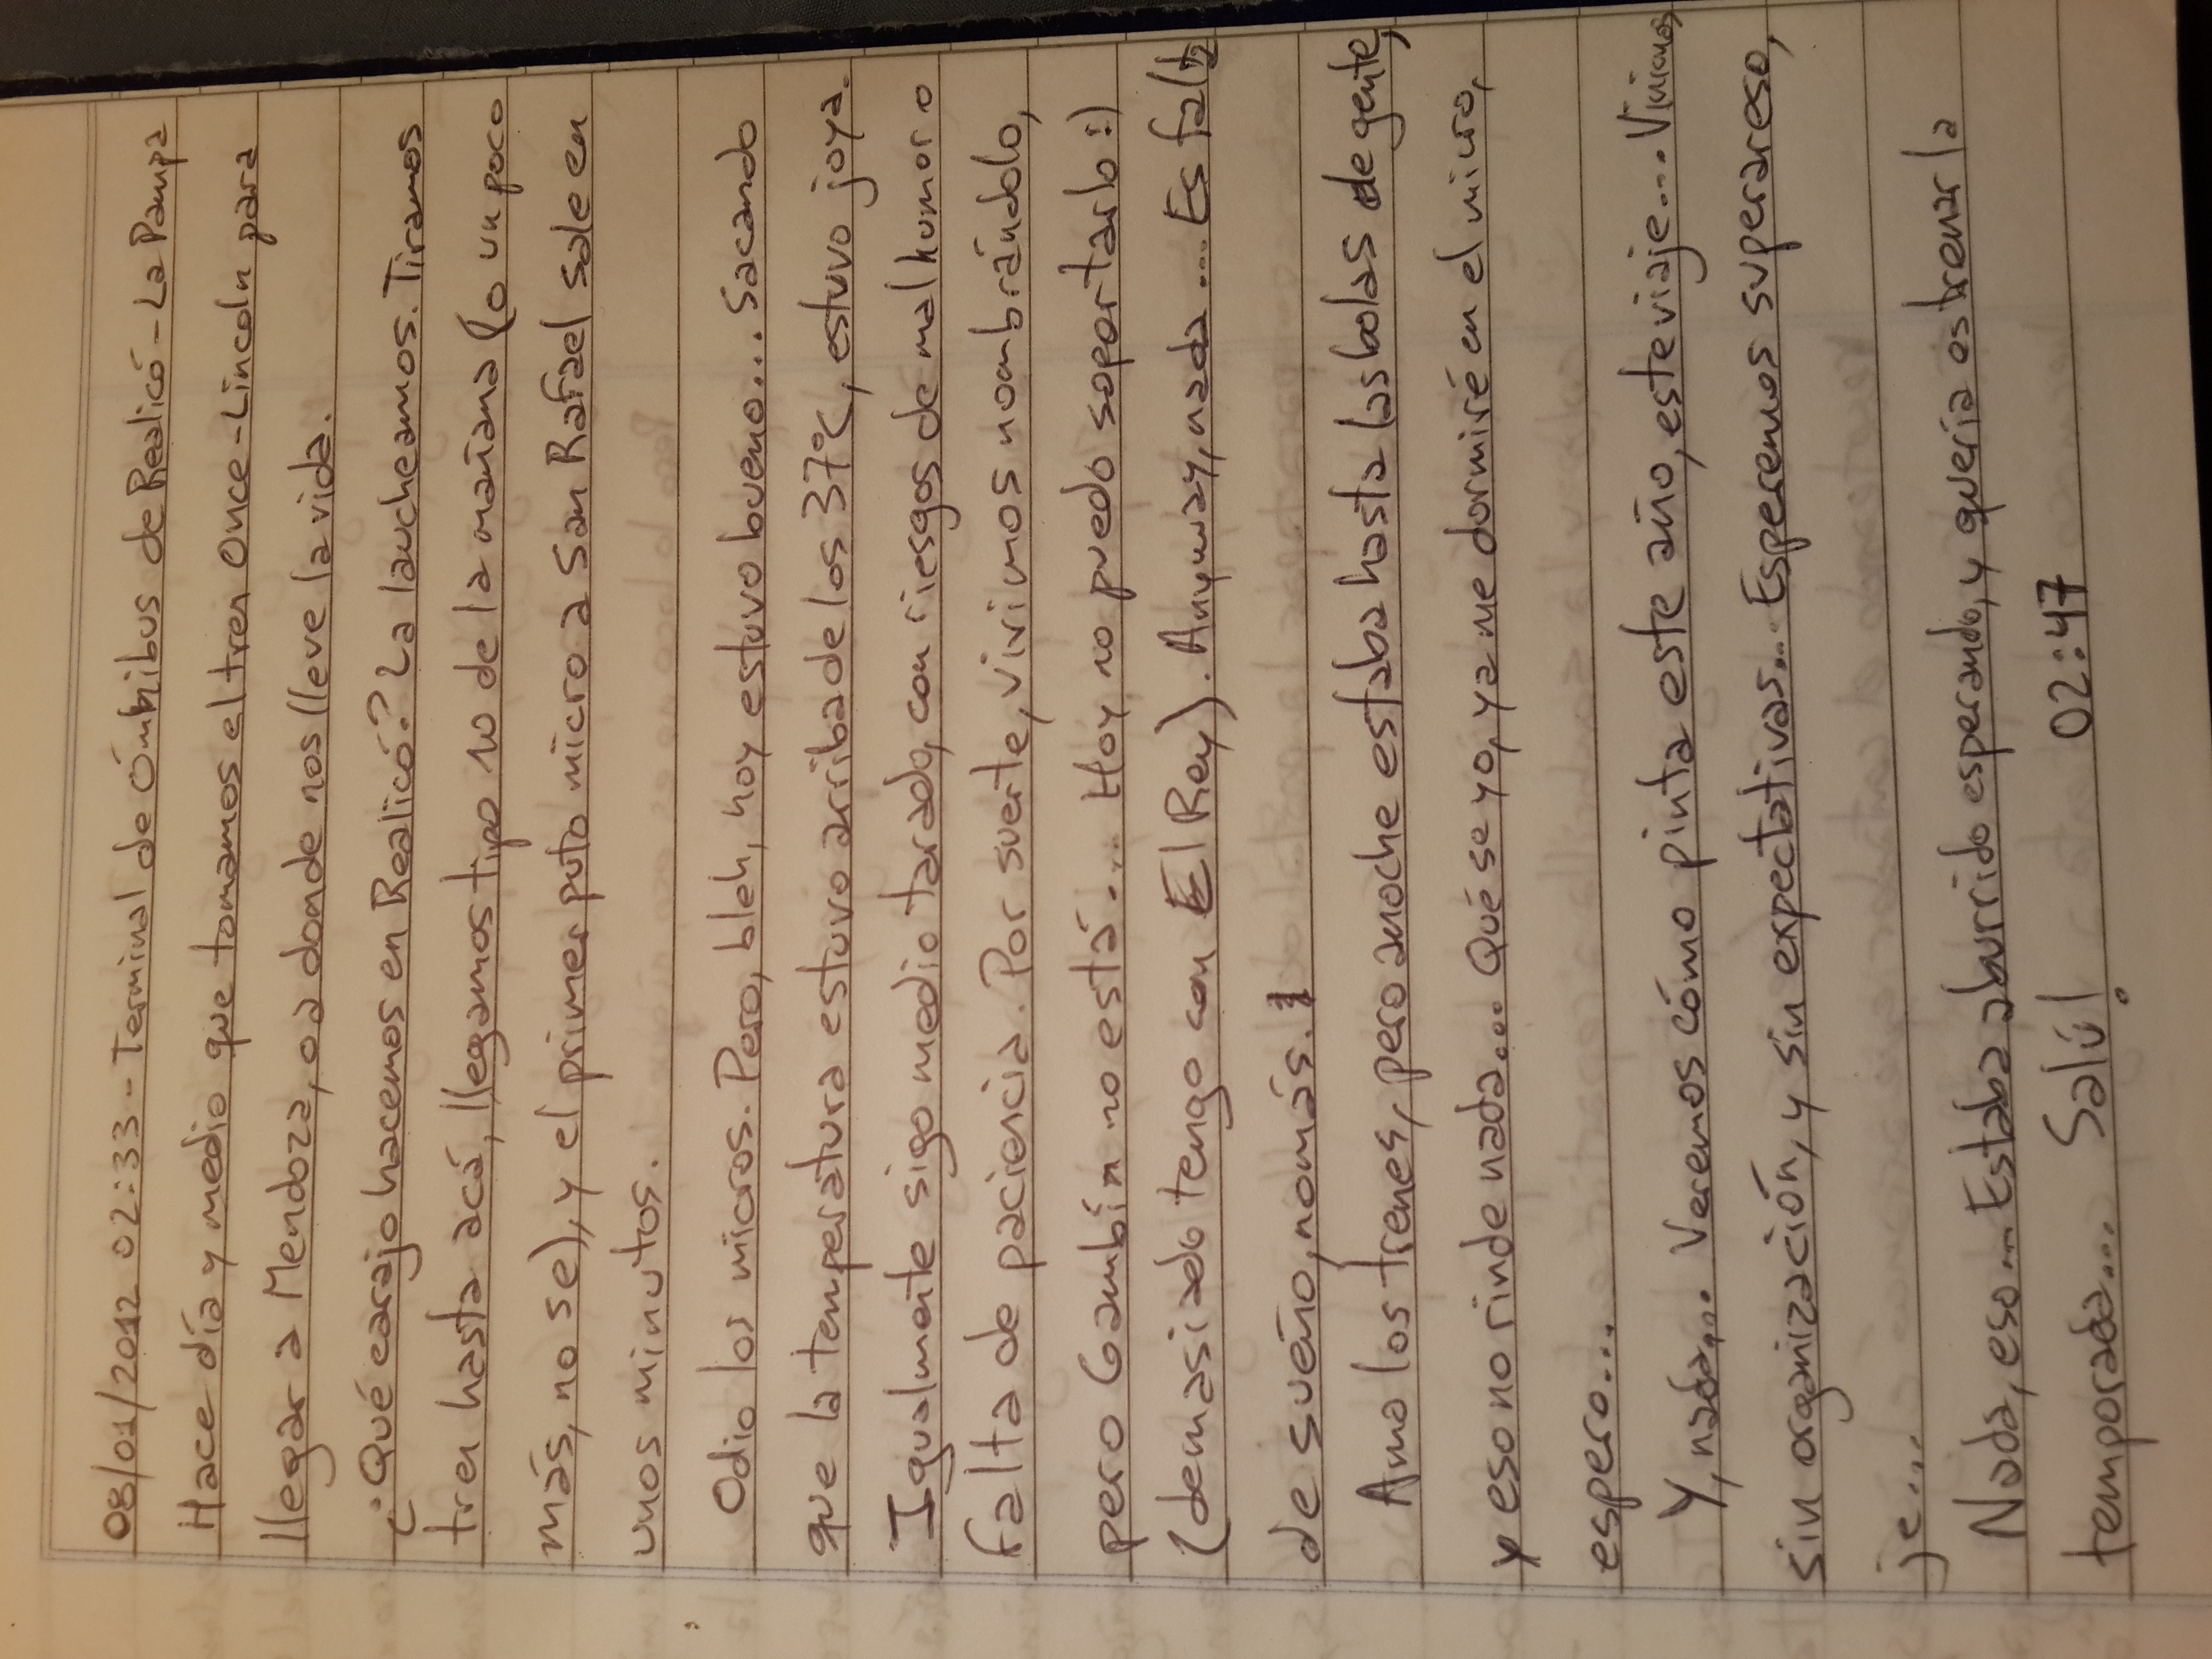 08/01/2012 02:33 - Terminal de Ómnibus de Realicó - La Pampa
Hace día y medio que tomamos el tren Once-Lincoln para
llegar a Mendoza, o a donde nos lleve la vida.
¿Qué carajo hacemos en Realicó? La laucheamos. Tiramos
tren hasta acá, llegamos tipo 10 de la mañana (o un poco
más, no se), y el primer puto micro a San Rafael sale en
unos minutos.
Odio los micros. Pero, bleh, hoy estuvo bueno... Sacando
que la temperatura estuvo arriba de los 37°C, estuvo joya.
Igualmente sigo medio tarado, con riesgos de mal humor o
falta de paciencia. Por suerte, vivimos nombrándolo,
pero Gambín no está... Hoy no puedo soportarlo :)
(demasiado tengo con El Rey). Anyway, nada... Es falta
de sueño, nomás.
Amo los trenes, pero anoche estaba hasta las bolas de gente,
y eso no rinde nada... Qué se yo, ya me dormiré en el micro,
espero...
Y, nada... Veremos cómo pinta este año, este viaje... Vinimos
sin organización, y sin expectativas... Esperemos superar eso,
je...
Nada, eso... Estaba aburrido esperando, y quería estrenar la
temporada... Salú! 02:47